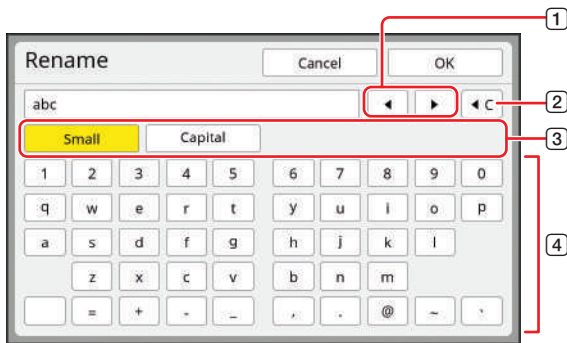 1
Rename Cancel OK
abc ◀ ▶ ◀ C 2
Small Capital 3
1 2 3 4 5 6 7 8 9 0
q w e r t y u i o p
a s d f g h j k l 4
z x c v b n m
= + - _ , . @ ~ `